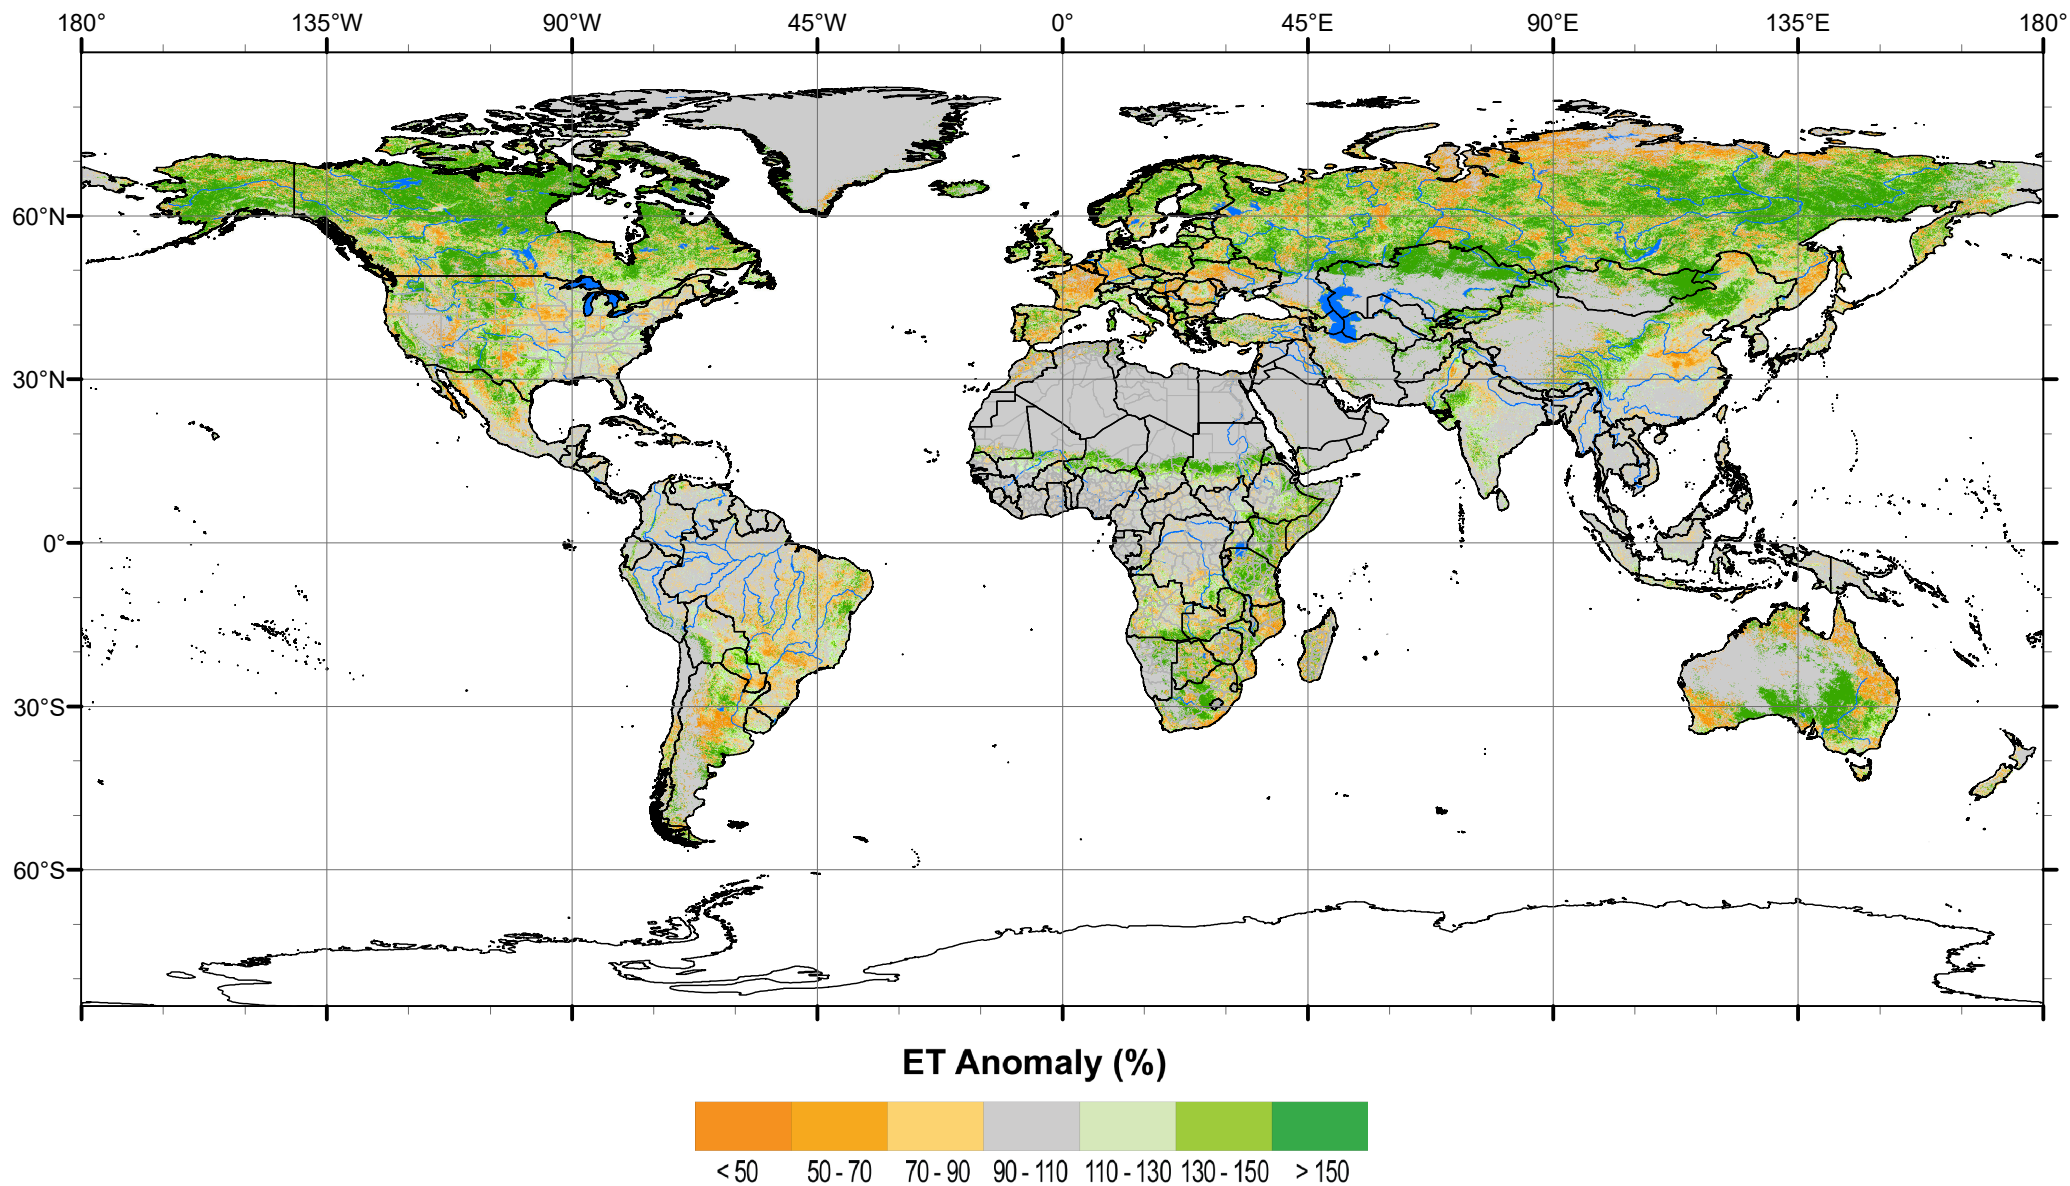 180° 135°W 90°W 45°W 0° 45°E 90°E 135°E 180°
60°N
30°N
0°
30°S
60°S
ET Anomaly (%)
< 50 50 - 70 70 - 90 90 - 110 110 - 130 130 - 150 > 150